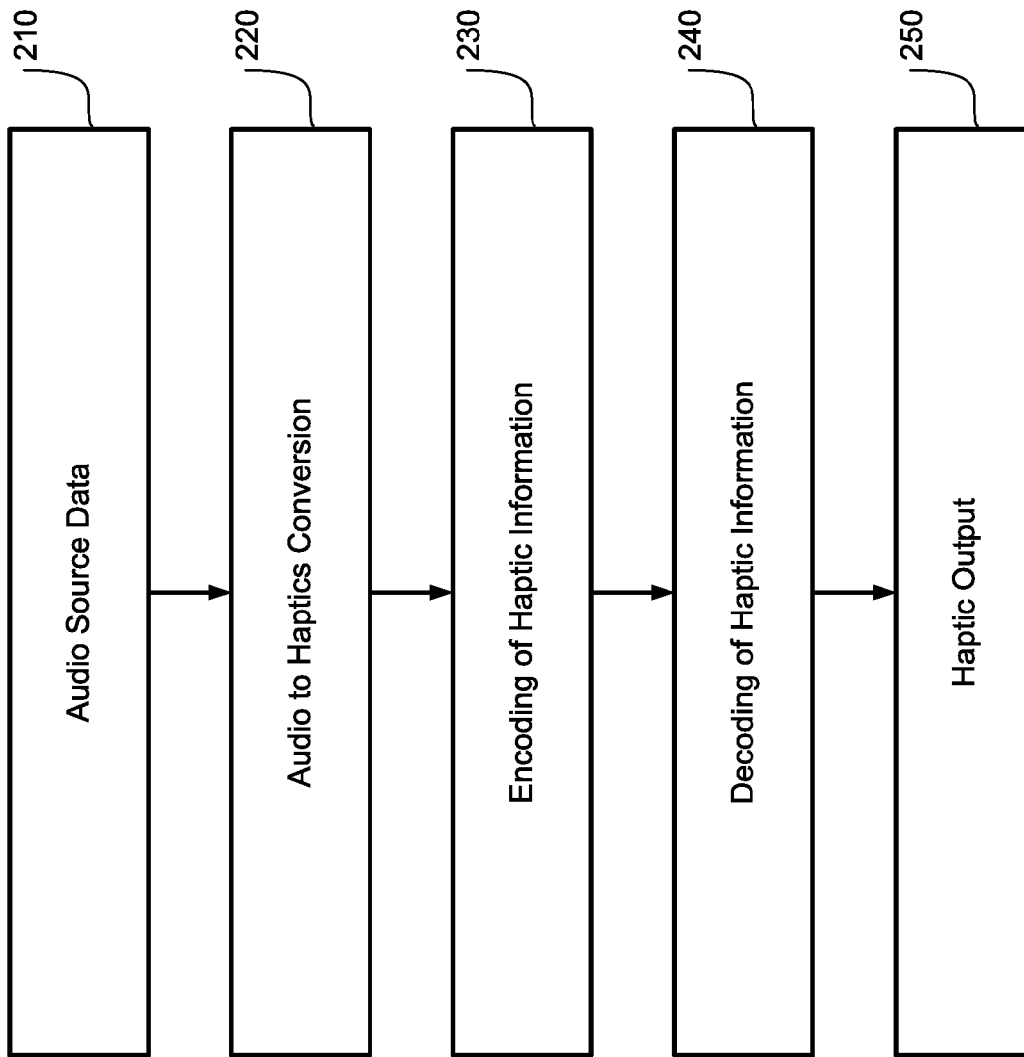 Audio Source Data
210
Audio to Haptics Conversion
220
Encoding of Haptic Information
230
Decoding of Haptic Information
240
Haptic Output
250